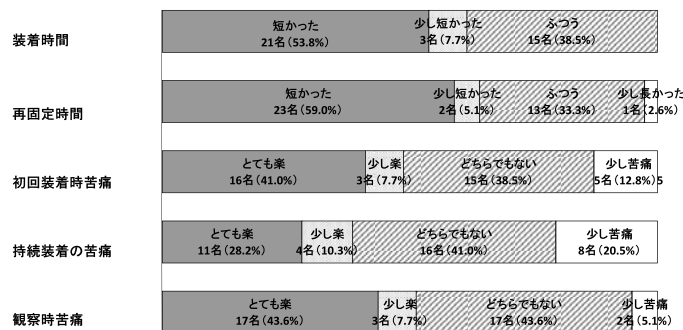 装着時間
短かった 少し短かった ふつう
21名(53.8%) 3名(7.7%) 15名(38.5%)
再固定時間
短かった 少し短かった ふつう 少し長かった
23名(59.0%) 2名(5.1%) 13名(33.3%) 1名(2.6%)
初回装着時苦痛
とても楽 少し楽 どちらでもない 少し苦痛
16名(41.0%) 3名(7.7%) 15名(38.5%) 5名(12.8%)5
持続装着の苦痛
とても楽 少し楽 どちらでもない 少し苦痛
11名(28.2%) 4名(10.3%) 16名(41.0%) 8名(20.5%)
観察時苦痛
とても楽 少し楽 どちらでもない 少し苦痛
17名(43.6%) 3名(7.7%) 17名(43.6%) 2名(5.1%)